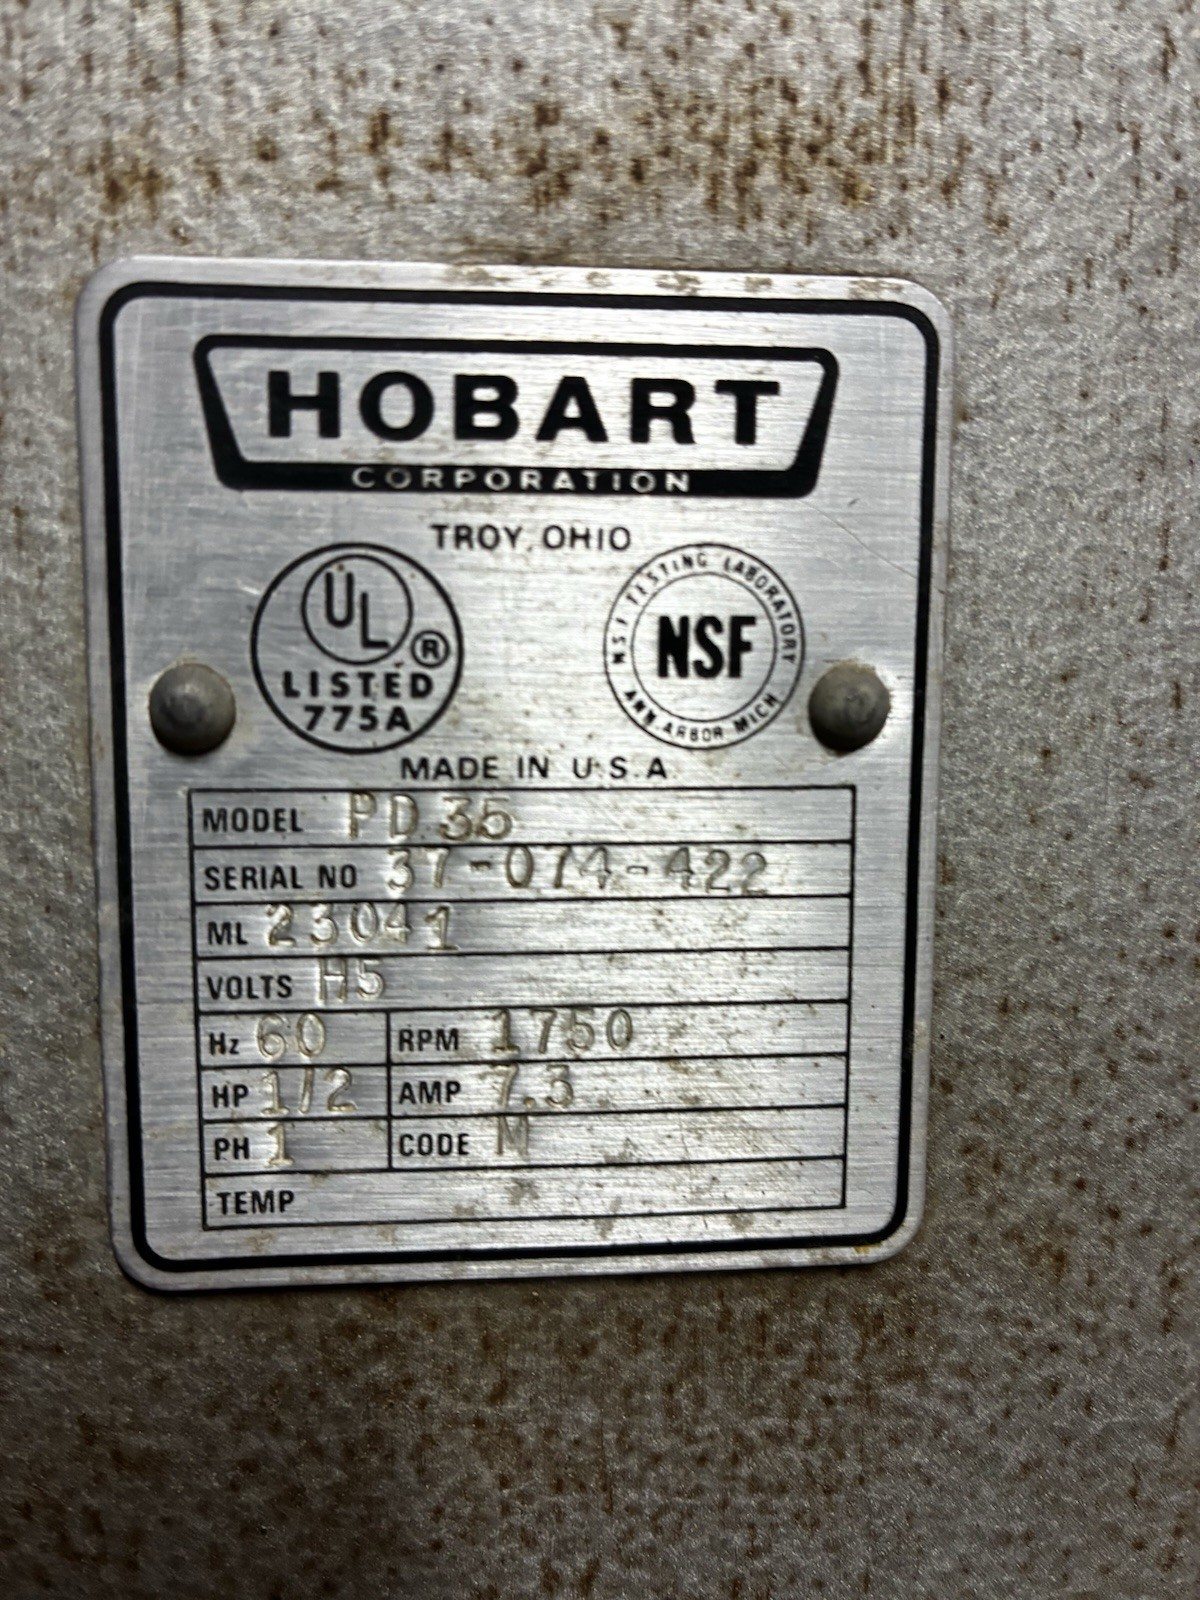 HOBART
CORPORATION
TROY, OHIO
UL ®
LISTED
775A
NSF TESTING LABORATORY
NSF
ANN ARBOR MICH
MADE IN U.S.A.
MODEL PD 35
SERIAL NO 37-074-422
ML 23041
VOLTS H5
Hz 60 RPM 1750
HP 1/2 AMP 7.3
PH 1 CODE M
TEMP